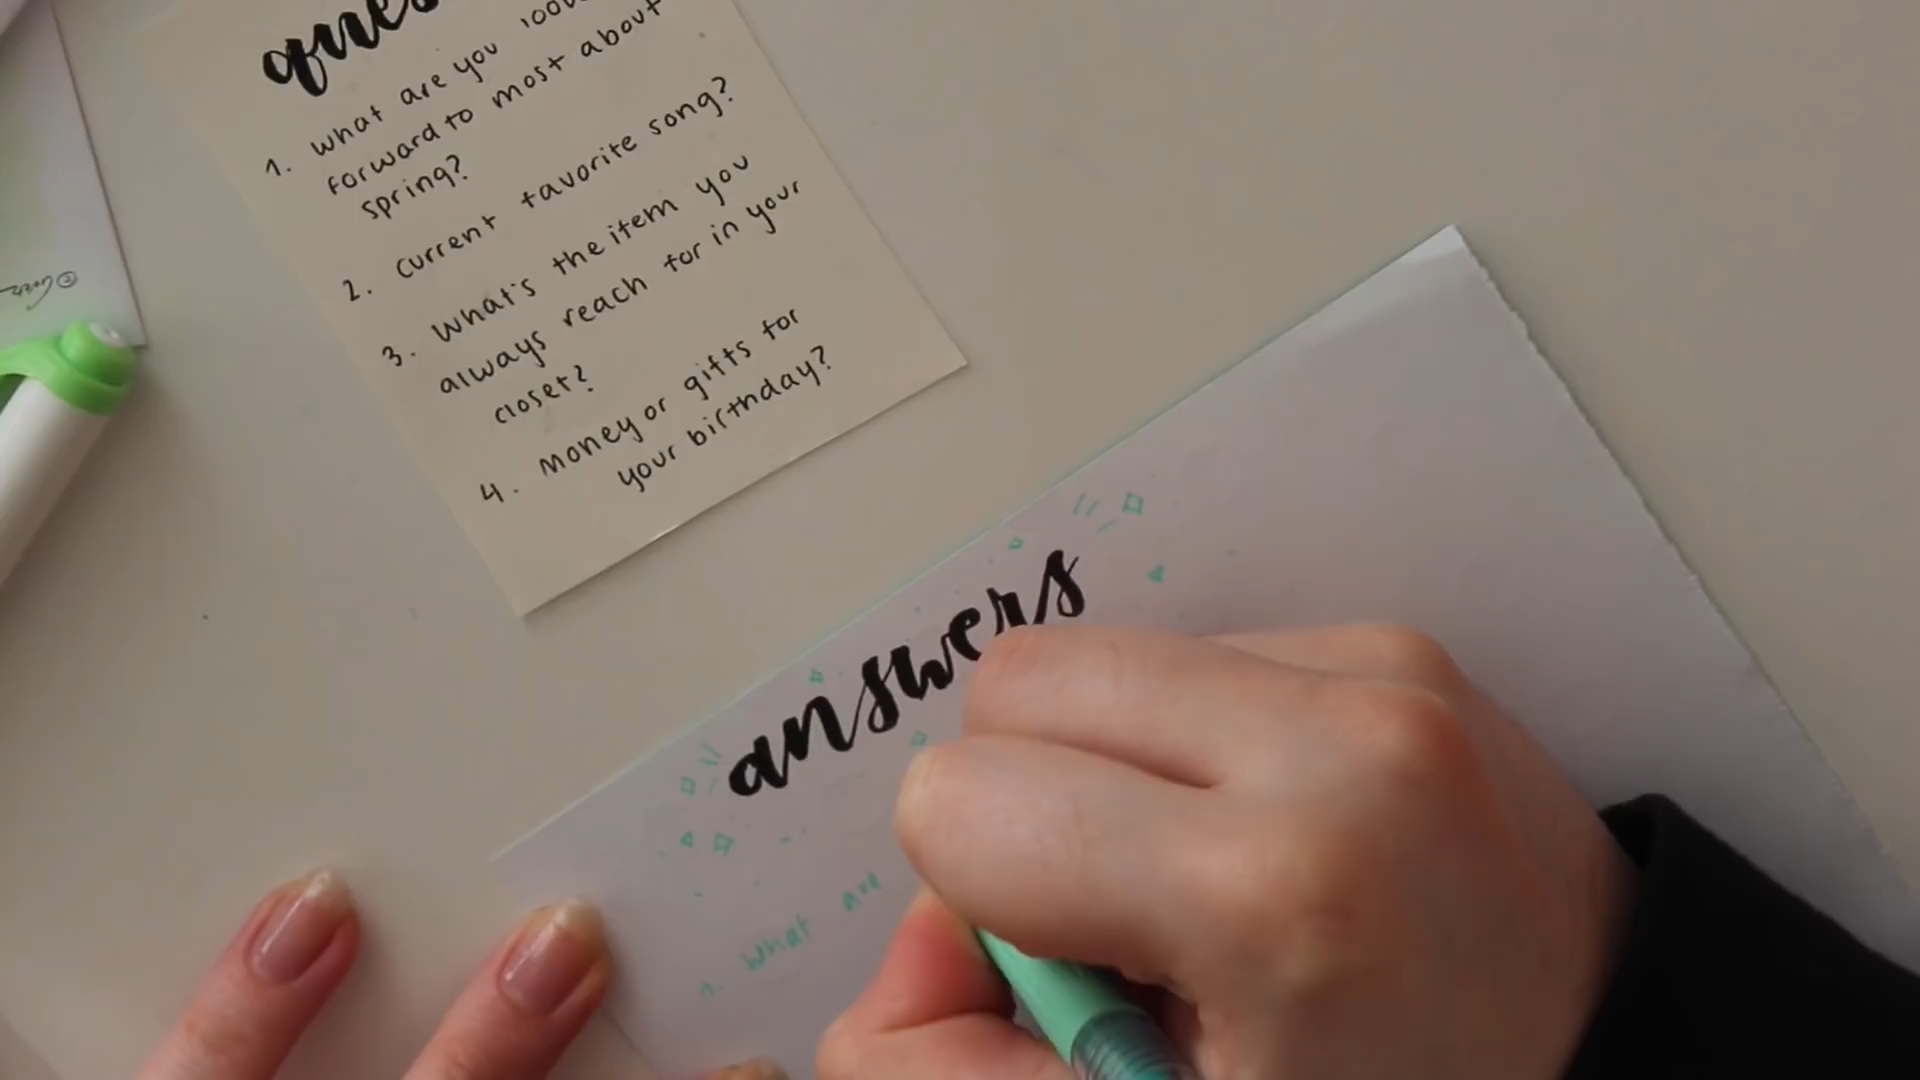 1. What are you
forward to most about
spring?
2. Current favorite song?
3. What's the item you
always reach for in your
closet?
4. Money or gifts for
your birthday?
answers
1. What are